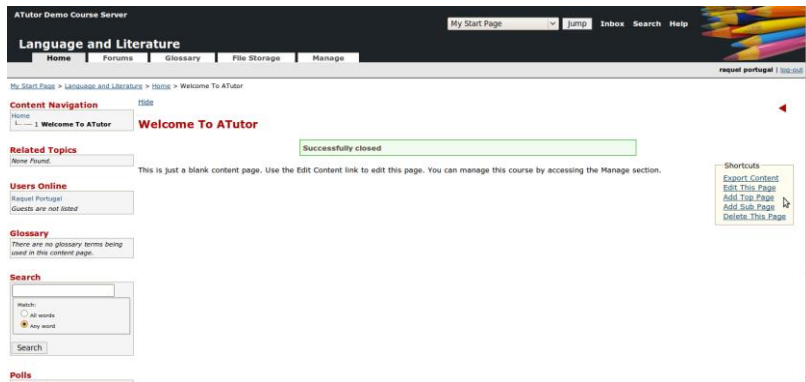 ATutor Demo Course Server
My Start Page jump Inbox Search Help
Language and Literature
Home Forums Glossary File Storage Manage
raquel portugal | log-out
My Start Page > Language and Literature > Home > Welcome To ATutor
Content Navigation
Home
1 Welcome To ATutor
Related Topics
None Found.
Users Online
Raquel Portugal
Guests are not listed
Glossary
There are no glossary terms being
used in this content page.
Search
Match:
All words
Any word
Search
Polls
Hide
Welcome To ATutor
Successfully closed
This is just a blank content page. Use the Edit Content link to edit this page. You can manage this course by accessing the Manage section.
Shortcuts
Export Content
Edit This Page
Add Top Page
Add Sub Page
Delete This Page